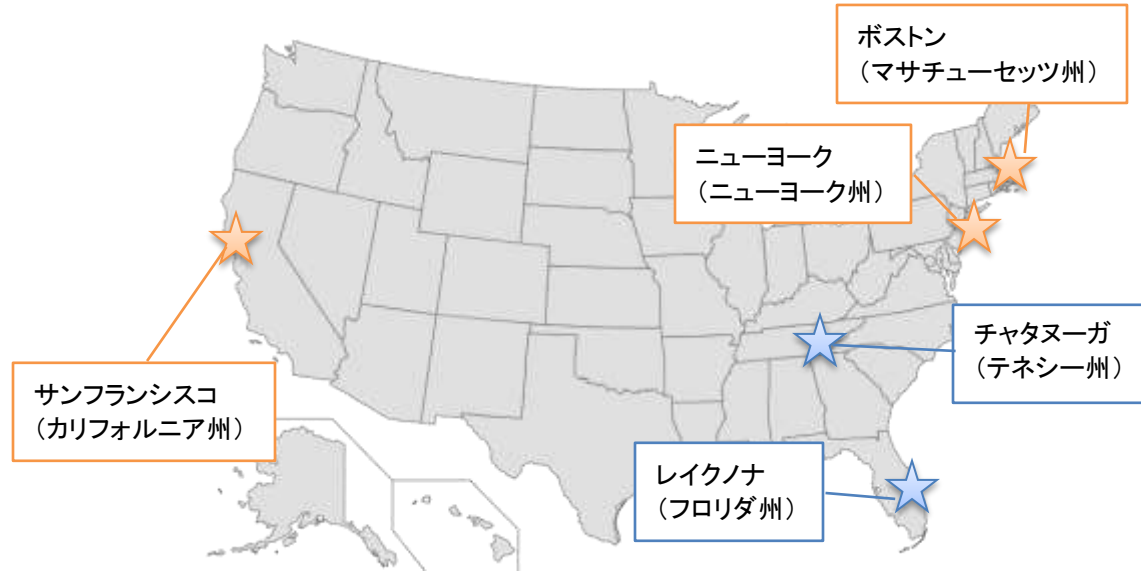 ボストン
（マサチューセッツ州）
ニューヨーク
（ニューヨーク州）
チャタヌーガ
（テネシー州）
サンフランシスコ
（カリフォルニア州）
レイクノナ
（フロリダ州）